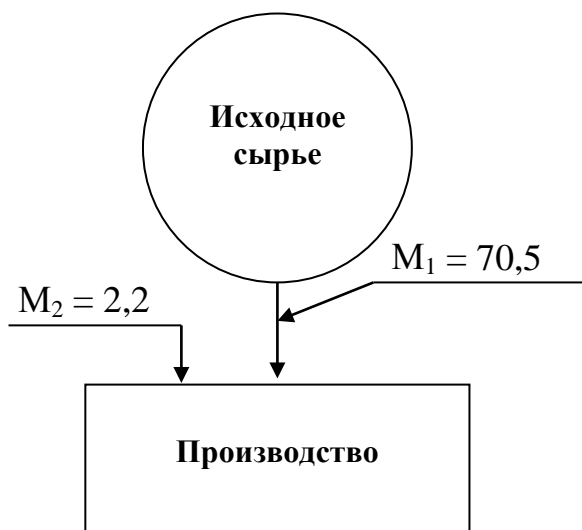 Исходное
сырье
M₁ = 70,5
M₂ = 2,2
Производство